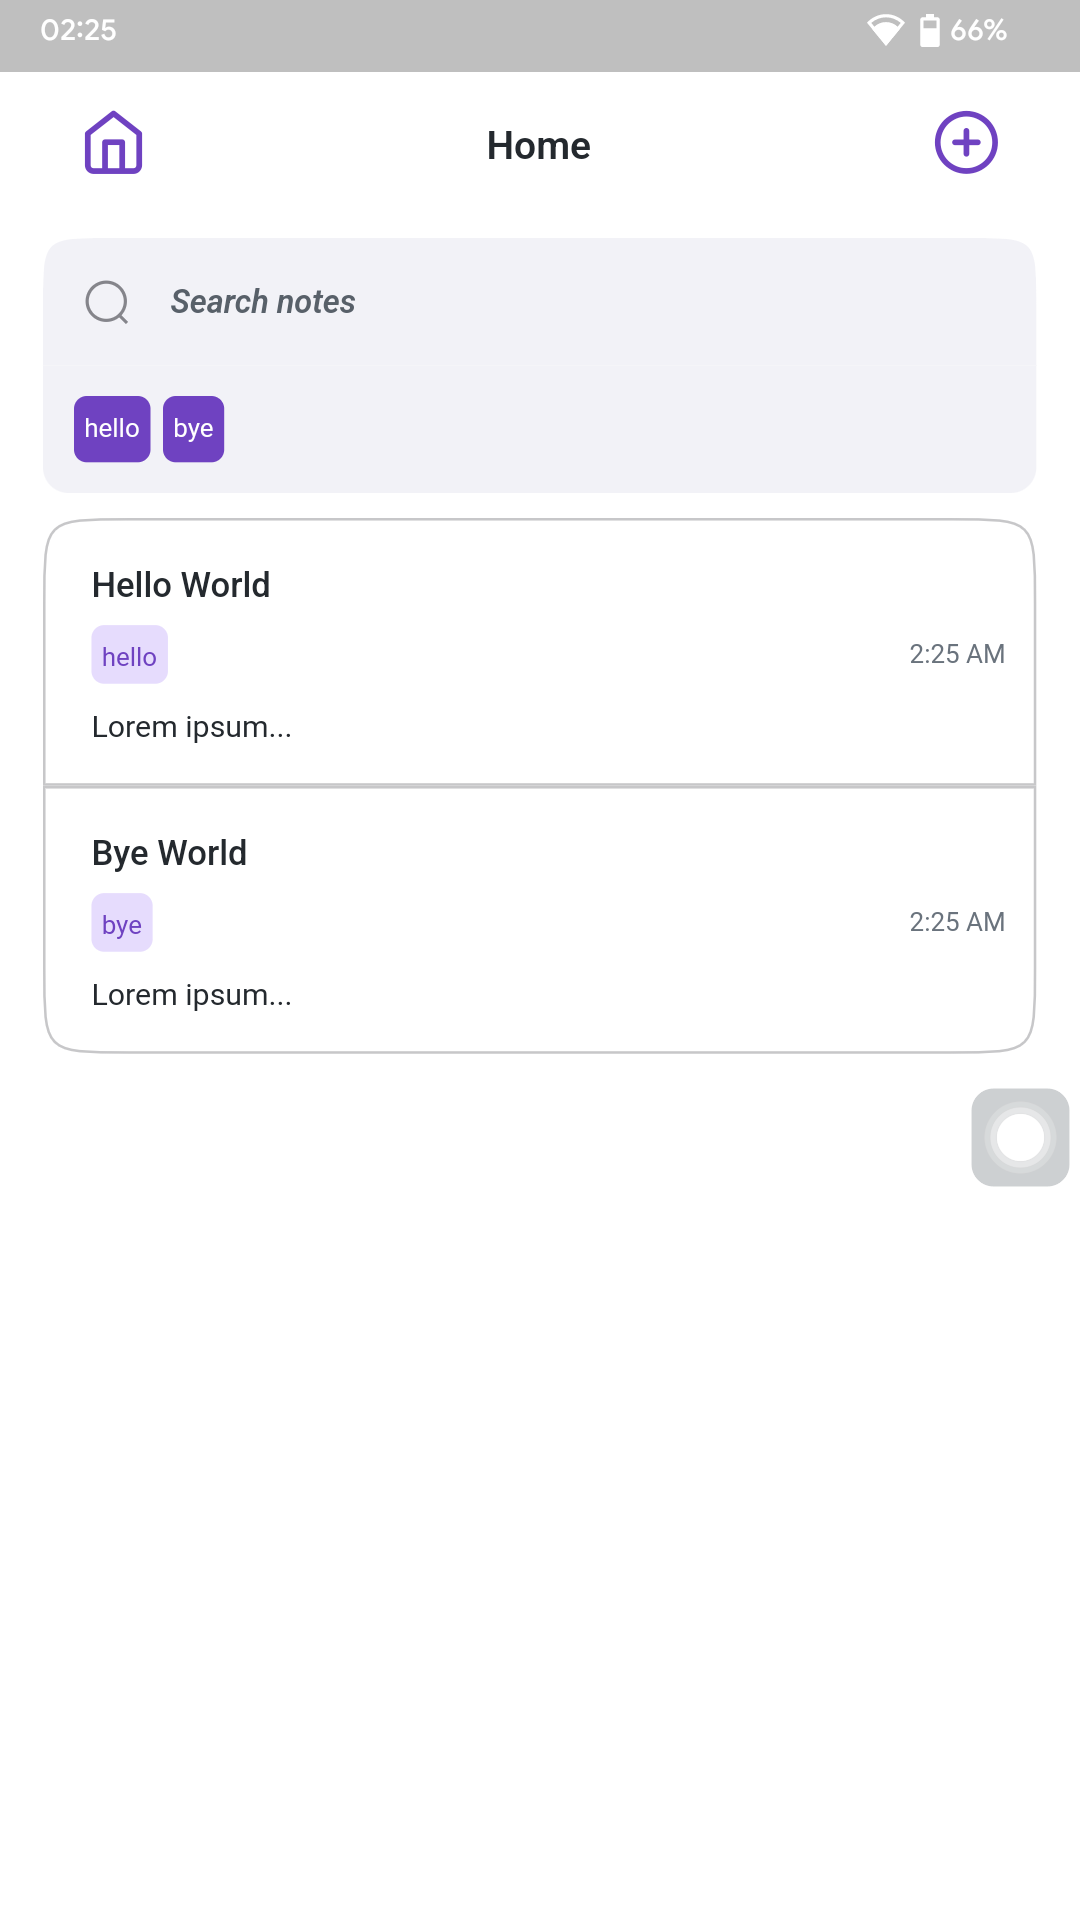 02:25
66%
Home
Search notes
hello bye
Hello World
hello
2:25 AM
Lorem ipsum...
Bye World
bye
2:25 AM
Lorem ipsum...